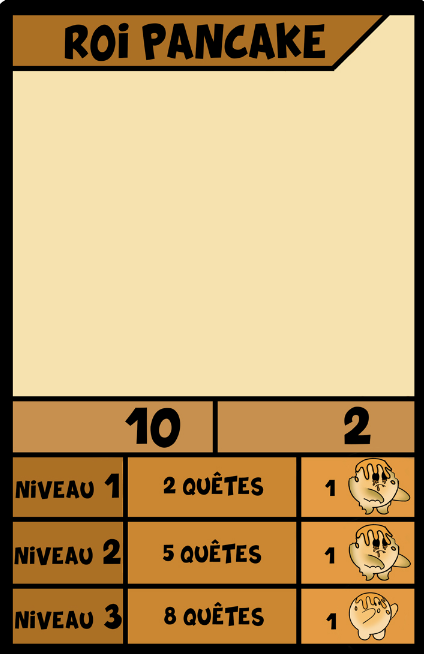 ROi PANCAKE
10 2
NiVEAU 1 2 QUÊTES 1
NiVEAU 2 5 QUÊTES 1
NiVEAU 3 8 QUÊTES 1